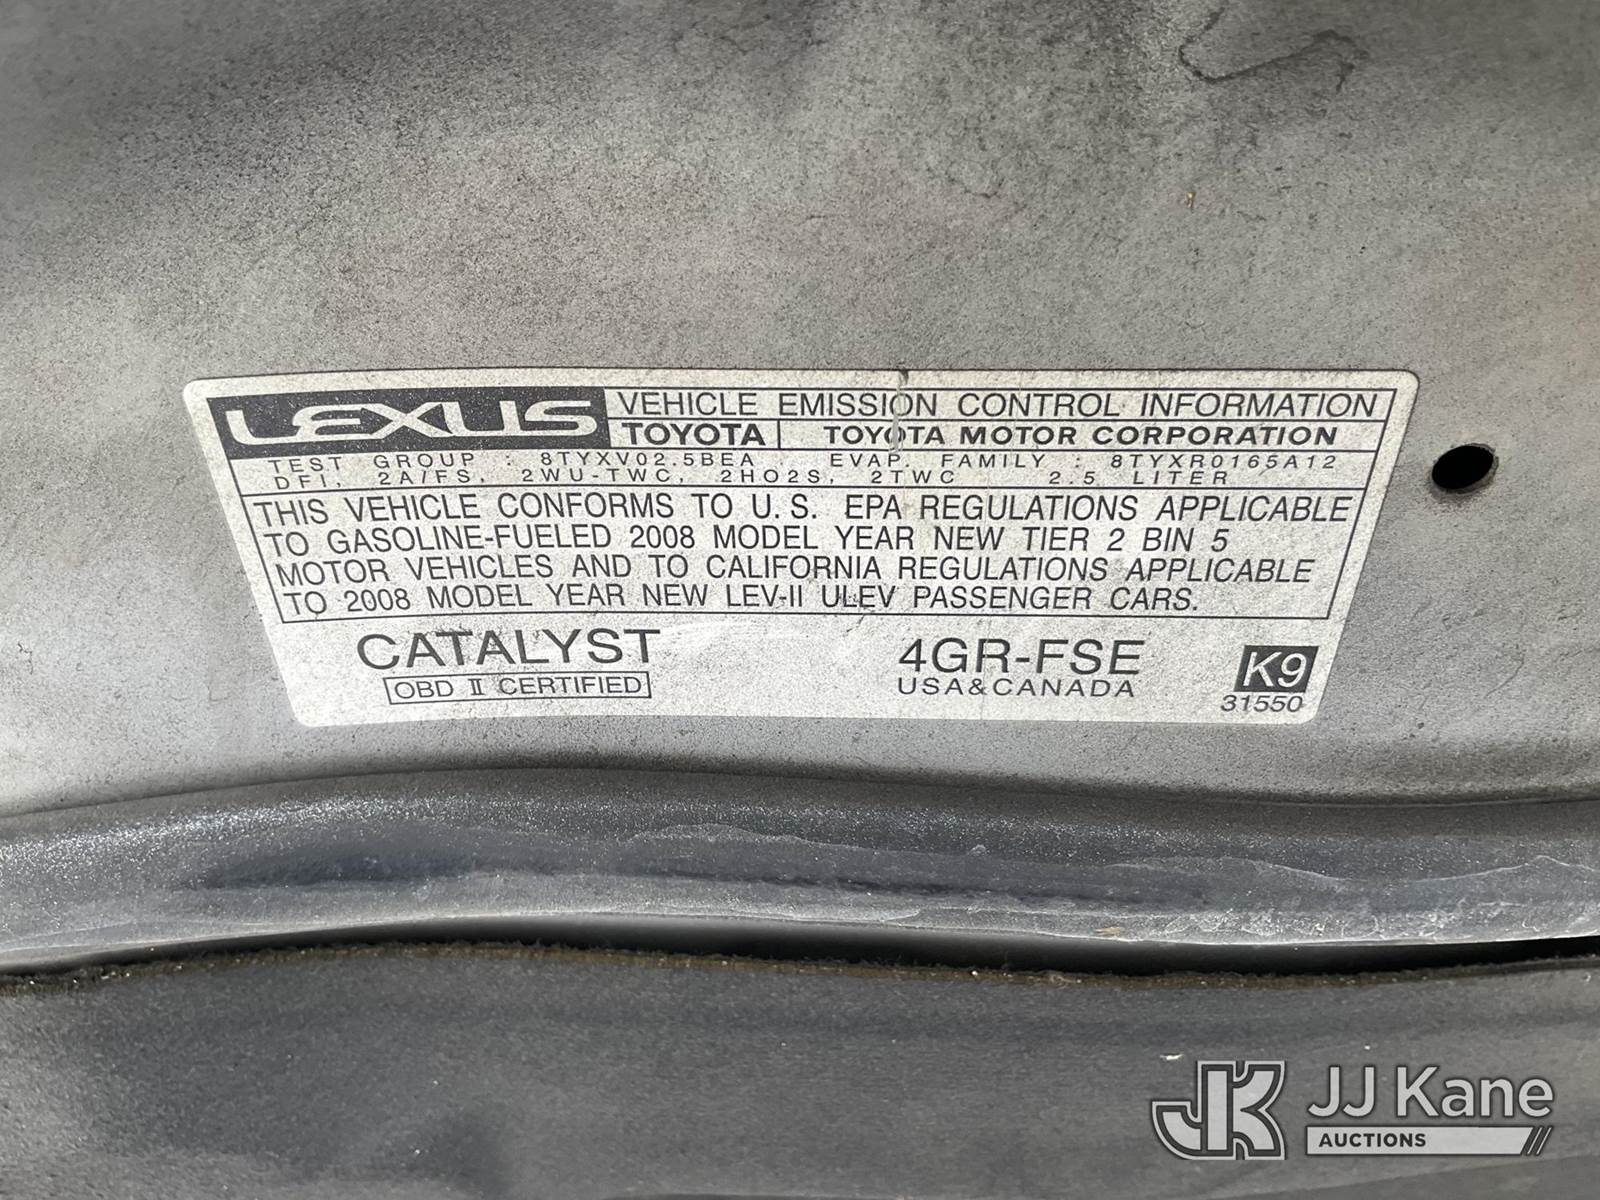 LEXUS VEHICLE EMISSION CONTROL INFORMATION
TOYOTA TOYOTA MOTOR CORPORATION
TEST GROUP : 8TYXV02.5BEA EVAP. FAMILY : 8TYXR0165A12
DFI, 2A/FS, 2WU-TWC, 2HO2S, 2TWC 2.5 LITER
THIS VEHICLE CONFORMS TO U.S. EPA REGULATIONS APPLICABLE
TO GASOLINE-FUELED 2008 MODEL YEAR NEW TIER 2 BIN 5
MOTOR VEHICLES AND TO CALIFORNIA REGULATIONS APPLICABLE
TO 2008 MODEL YEAR NEW LEV-II ULEV PASSENGER CARS.
CATALYST
OBD II CERTIFIED
4GR-FSE
USA&CANADA
K9
31550
JK JJ Kane
AUCTIONS